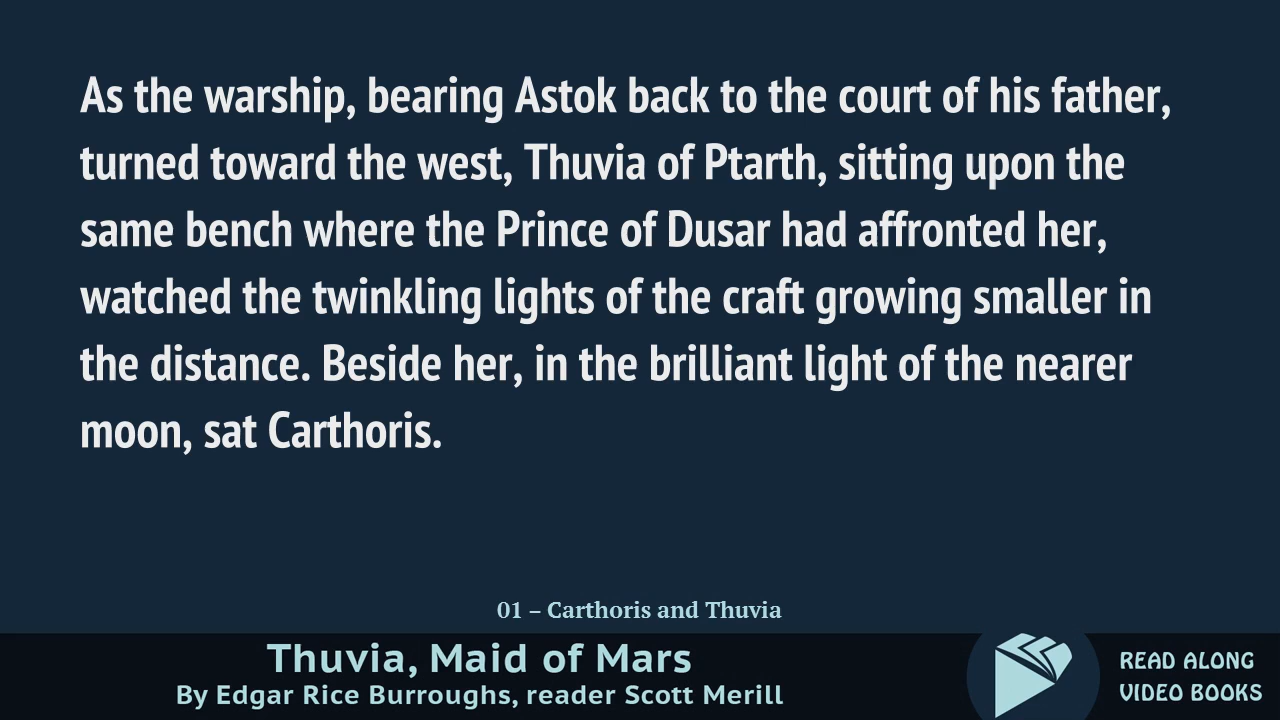 As the warship, bearing Astok back to the court of his father,
turned toward the west, Thuvia of Ptarth, sitting upon the
same bench where the Prince of Dusar had affronted her,
watched the twinkling lights of the craft growing smaller in
the distance. Beside her, in the brilliant light of the nearer
moon, sat Carthoris.
01 – Carthoris and Thuvia
Thuvia, Maid of Mars
By Edgar Rice Burroughs, reader Scott Merill
READ ALONG
VIDEO BOOKS